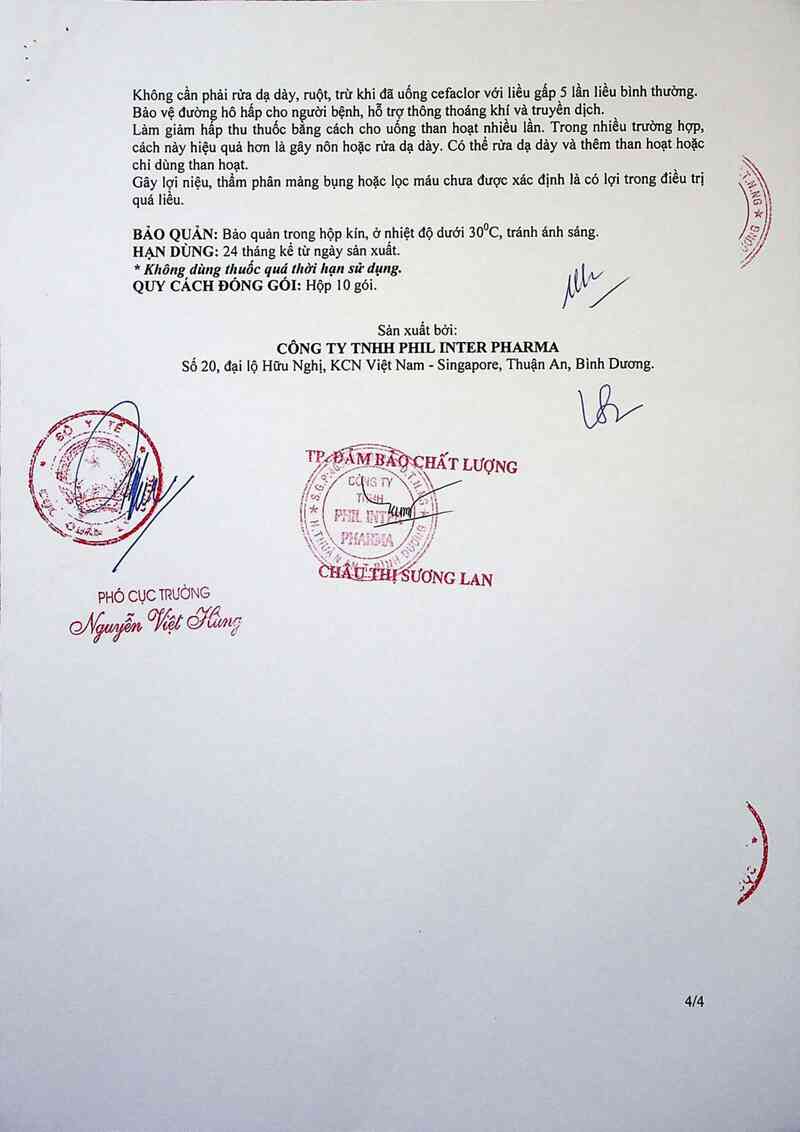 Không cần phải rửa dạ dày, ruột, trừ khi đã uống cefaclor với liều gấp 5 lần liều bình thường.
Bảo vệ đường hô hấp cho người bệnh, hỗ trợ thông thoáng khí và truyền dịch.
Làm giảm hấp thu thuốc bằng cách cho uống than hoạt nhiều lần. Trong nhiều trường hợp,
cách này hiệu quả hơn là gây nôn hoặc rửa dạ dày. Có thể rửa dạ dày và thêm than hoạt hoặc
chỉ dùng than hoạt.
Gây lợi niệu, thẩm phân màng bụng hoặc lọc máu chưa được xác định là có lợi trong điều trị
quá liều.
BẢO QUẢN: Bảo quản trong hộp kín, ở nhiệt độ dưới 30⁰C, tránh ánh sáng.
HẠN DÙNG: 24 tháng kể từ ngày sản xuất.
* Không dùng thuốc quá thời hạn sử dụng.
QUY CÁCH ĐÓNG GÓI: Hộp 10 gói.
Sản xuất bởi:
CÔNG TY TNHH PHIL INTER PHARMA
Số 20, đại lộ Hữu Nghị, KCN Việt Nam - Singapore, Thuận An, Bình Dương.
BỘ Y TẾ
CỤC QUẢN
TP. ĐẢM BẢO CHẤT LƯỢNG
CÔNG TY
TNHH
PHIL INTER
PHARMA
H.THUẬN AN T.BÌNH DƯƠNG
CHÂU THỊ SƯƠNG LAN
PHÓ CỤC TRƯỞNG
Nguyễn Việt Hùng
4/4